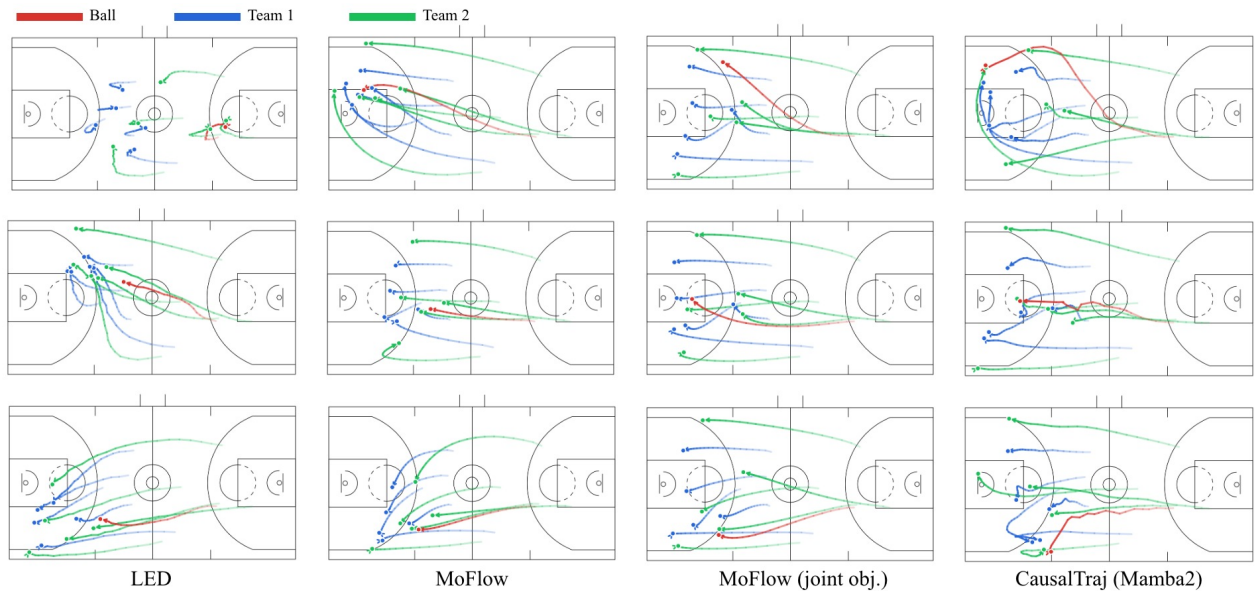 Ball Team 1 Team 2
LED MoFlow MoFlow (joint obj.) CausalTraj (Mamba2)